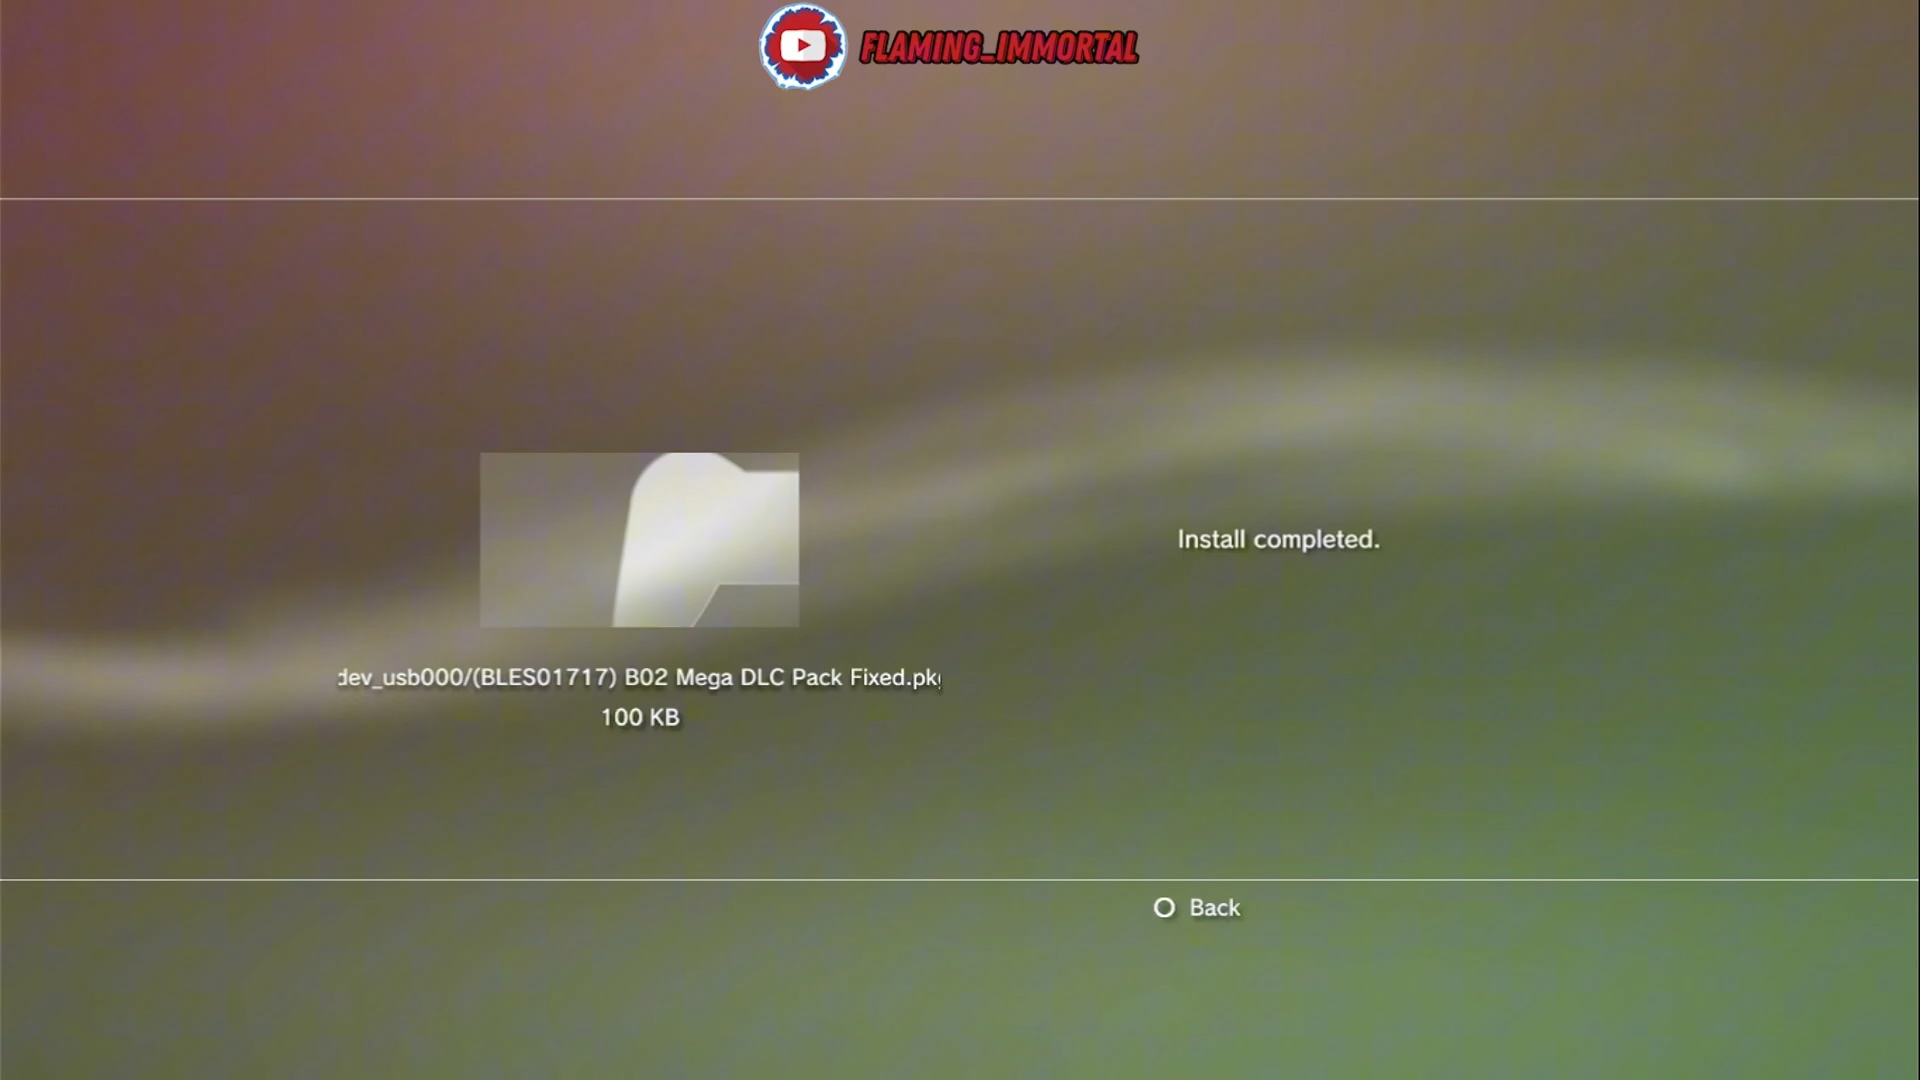 FLAMING_IMMORTAL
Install completed.
dev_usb000/(BLES01717) B02 Mega DLC Pack Fixed.pk
100 KB
Back